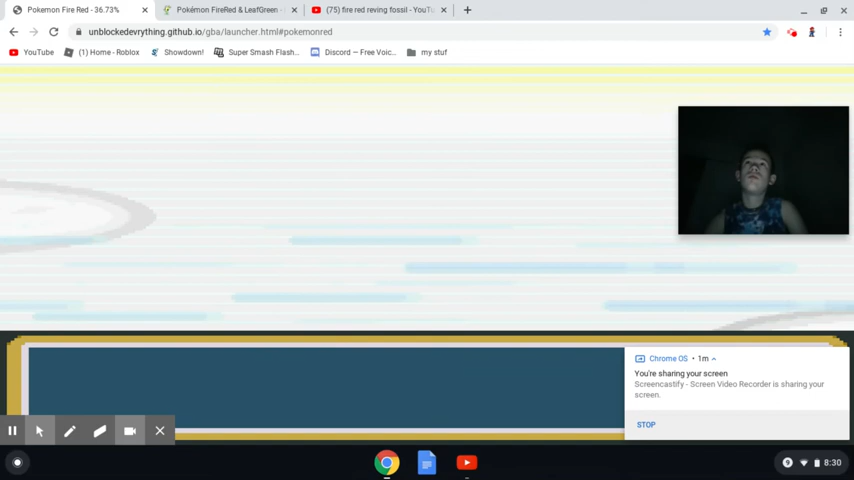 Pokemon Fire Red - 36.73%
Pokémon FireRed & LeafGreen -
(75) fire red reving fossil - YouTu
unblockedevrything.github.io/gba/launcher.html#pokemonred
YouTube
(1) Home - Roblox
Showdown!
Super Smash Flash...
Discord — Free Voic...
my stuf
Chrome OS • 1m
You're sharing your screen
Screencastify - Screen Video Recorder is sharing your
screen.
STOP
9
8:30